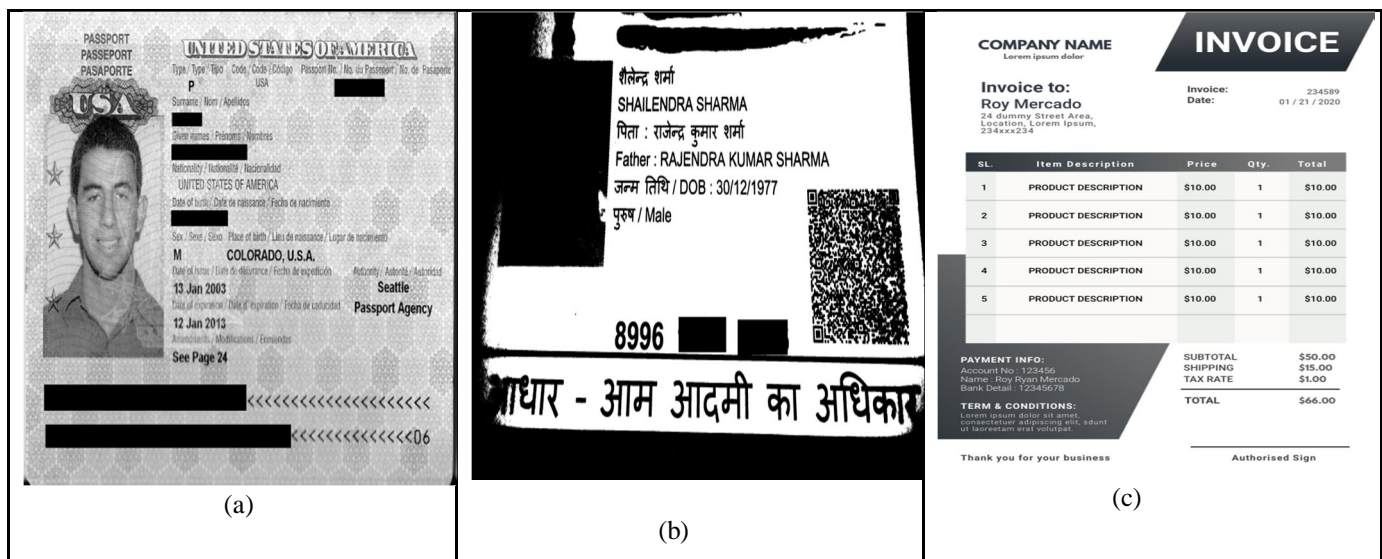 PASSPORT
PASSEPORT
PASAPORTE
UNITED STATES OF AMERICA
Type / Type / Tipo Code / Code / Código Passport No. / No. du Passeport / No. de Pasaporte
P USA
USA
Surname / Nom / Apellidos
Given names / Prénoms / Nombres
Nationality / Nationalité / Nacionalidad
UNITED STATES OF AMERICA
Date of birth / Date de naissance / Fecha de nacimiento
Sex / Sexe / Sexo Place of birth / Lieu de naissance / Lugar de nacimiento
M COLORADO, U.S.A.
Date of issue / Date de délivrance / Fecha de expedición Authority / Autorité / Autoridad
13 Jan 2003 Seattle
Date of expiration / Date d'expiration / Fecha de caducidad Passport Agency
12 Jan 2013
Amendments / Modifications / Enmiendas
See Page 24
<<<<<<<<<<<<<<<<<<<<<
<<<<<<<<<<<<<<06
(a)
शैलेन्द्र शर्मा
SHAILENDRA SHARMA
पिता : राजेन्द्र कुमार शर्मा
Father : RAJENDRA KUMAR SHARMA
जन्म तिथि / DOB : 30/12/1977
पुरुष / Male
8996
आधार - आम आदमी का अधिकार
(b)
COMPANY NAME
Lorem ipsum dolor
INVOICE
Invoice to:
Roy Mercado
24 dummy Street Area,
Location, Lorem Ipsum,
234xxx234
Invoice: 234589
Date: 01 / 21 / 2020
SL. Item Description Price Qty. Total
1 PRODUCT DESCRIPTION $10.00 1 $10.00
2 PRODUCT DESCRIPTION $10.00 1 $10.00
3 PRODUCT DESCRIPTION $10.00 1 $10.00
4 PRODUCT DESCRIPTION $10.00 1 $10.00
5 PRODUCT DESCRIPTION $10.00 1 $10.00
PAYMENT INFO:
Account No : 123456
Name : Roy Ryan Mercado
Bank Detail : 12345678
TERM & CONDITIONS:
Lorem ipsum dolor sit amet,
consectetuer adipiscing elit, sdunt
ut laoreetam erat volutpat.
SUBTOTAL $50.00
SHIPPING $15.00
TAX RATE $1.00
TOTAL $66.00
Thank you for your business
Authorised Sign
(c)